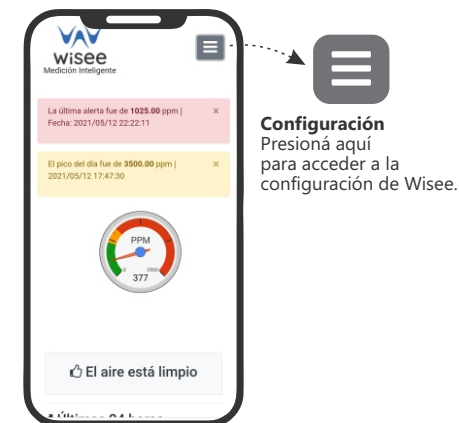 wisee
Medición Inteligente
La última alerta fue de 1025.00 ppm | ×
Fecha: 2021/05/12 22:22:11
El pico del día fue de 3500.00 ppm | ×
2021/05/12 17:47:30
PPM
0 3500
377
El aire está limpio
Configuración
Presioná aquí
para acceder a la
configuración de Wisee.